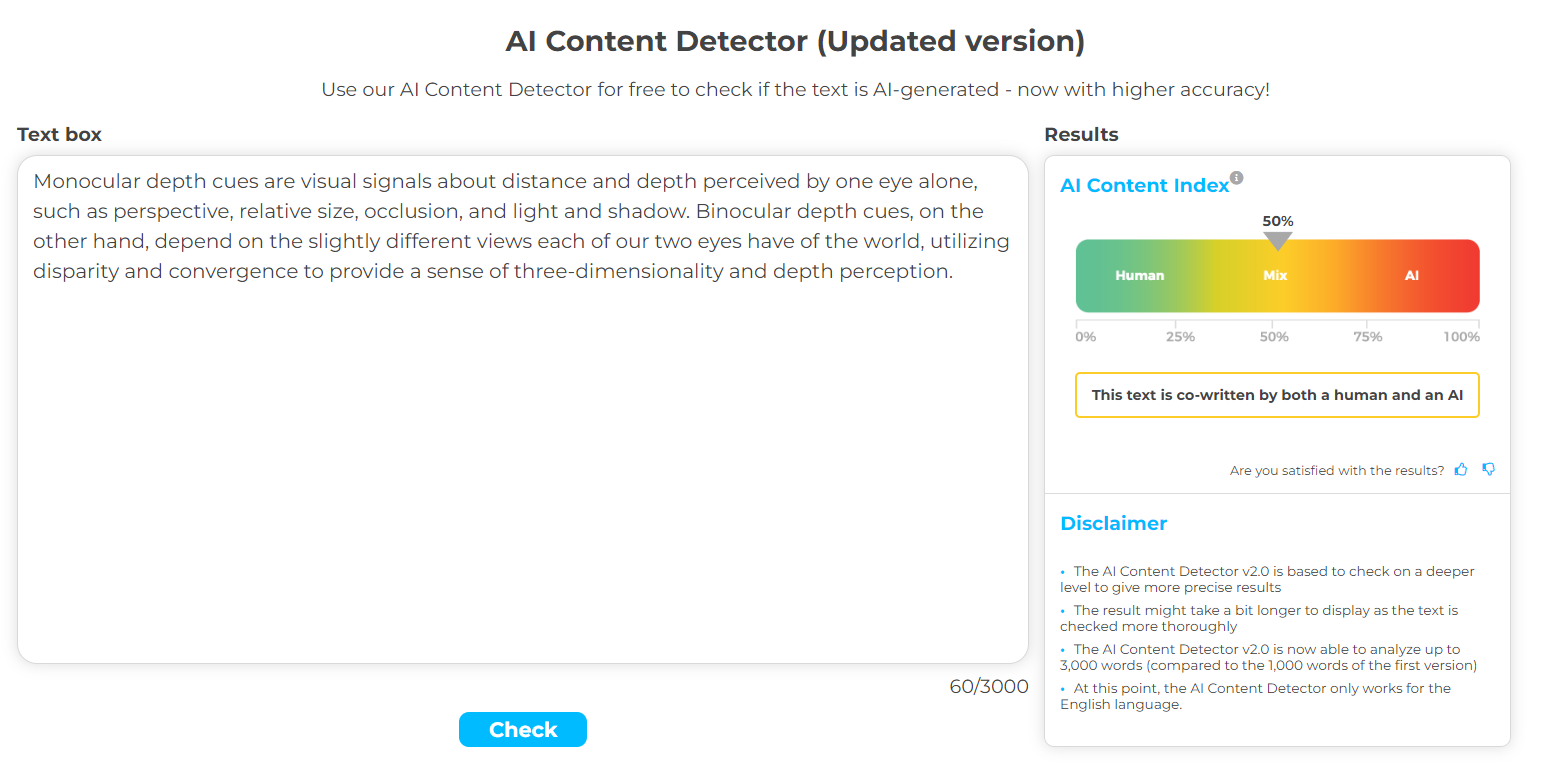 AI Content Detector (Updated version)
Use our AI Content Detector for free to check if the text is AI-generated - now with higher accuracy!
Text box
Monocular depth cues are visual signals about distance and depth perceived by one eye alone,
such as perspective, relative size, occlusion, and light and shadow. Binocular depth cues, on the
other hand, depend on the slightly different views each of our two eyes have of the world, utilizing
disparity and convergence to provide a sense of three-dimensionality and depth perception.
60/3000
Check
Results
AI Content Index
50%
Human Mix AI
0% 25% 50% 75% 100%
This text is co-written by both a human and an AI
Are you satisfied with the results?
Disclaimer
• The AI Content Detector v2.0 is based to check on a deeper
level to give more precise results
• The result might take a bit longer to display as the text is
checked more thoroughly
• The AI Content Detector v2.0 is now able to analyze up to
3,000 words (compared to the 1,000 words of the first version)
• At this point, the AI Content Detector only works for the
English language.